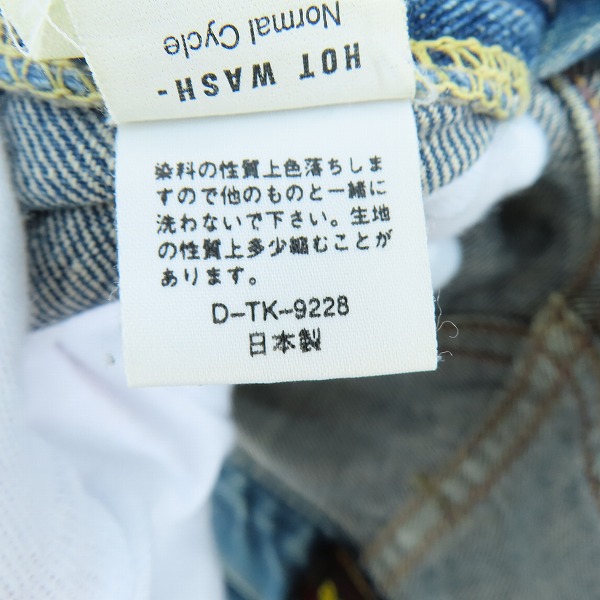 HOT WASH-
Normal Cycle
染料の性質上色落ちしま
すので他のものと一緒に
洗わないで下さい。生地
の性質上多少縮むことが
あります。
D-TK-9228
日本製